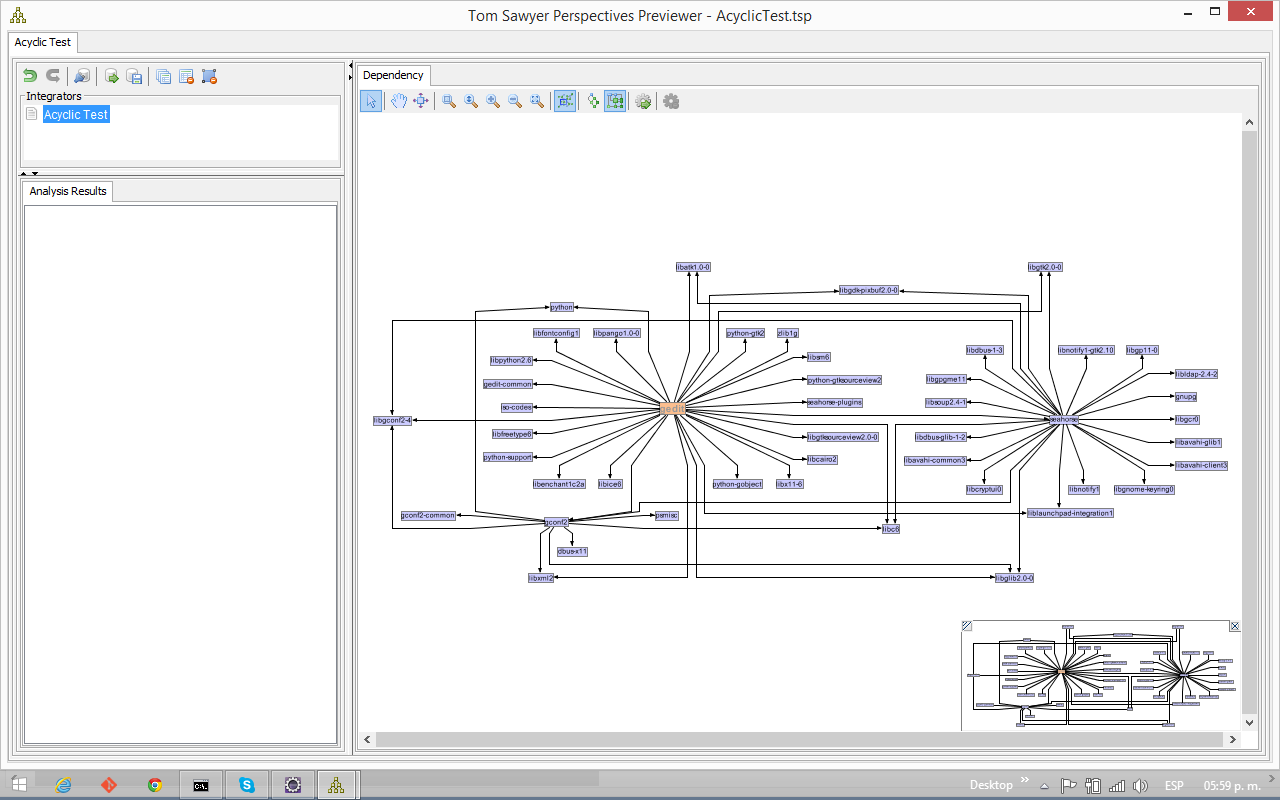 Tom Sawyer Perspectives Previewer - AcyclicTest.tsp
Acyclic Test
Integrators
Acyclic Test
Analysis Results
Dependency
libatk1.0-0
libgtk2.0-0
libgdk-pixbuf2.0-0
python
libfontconfig1
libpango1.0-0
python-gtk2
zlib1g
libdbus-1-3
libnotify1-gtk2.10
libgp11-0
libpython2.6
libsm6
libldap-2.4-2
gedit-common
python-gtksourceview2
libgpgme11
gnupg
iso-codes
seahorse-plugins
libsoup2.4-1
gedit
libgconf2-4
seahorse
libgcr0
libfreetype6
libgtksourceview2.0-0
libdbus-glib-1-2
libavahi-glib1
python-support
libcairo2
libavahi-common3
libavahi-client3
libenchant1c2a
libice6
python-gobject
libx11-6
libcryptui0
libnotify1
libgnome-keyring0
gconf2-common
gconf2
psmisc
libc6
liblaunchpad-integration1
dbus-x11
libxml2
libglib2.0-0
Desktop
ESP
05:59 p. m.